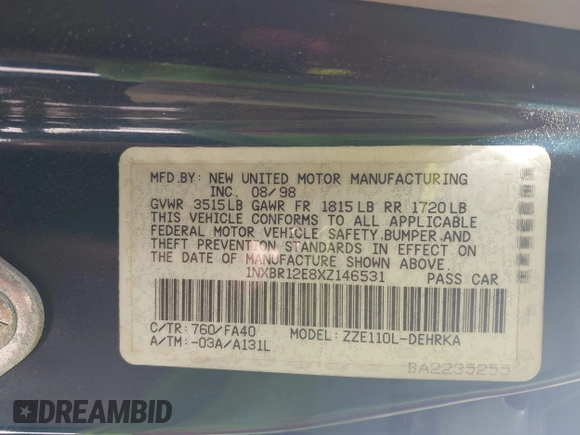 MFD.BY: NEW UNITED MOTOR MANUFACTURING
INC. 08/98
GVWR 3515LB GAWR FR 1815LB RR 1720LB
THIS VEHICLE CONFORMS TO ALL APPLICABLE
FEDERAL MOTOR VEHICLE SAFETY,BUMPER,AND
THEFT PREVENTION STANDARDS IN EFFECT ON
THE DATE OF MANUFACTURE SHOWN ABOVE.
1NXBR12E8XZ146531 PASS CAR
C/TR: 760/FA40 MODEL: ZZE110L-DEHRKA
A/TM: -03A/A131L
BA2235255
DREAMBID